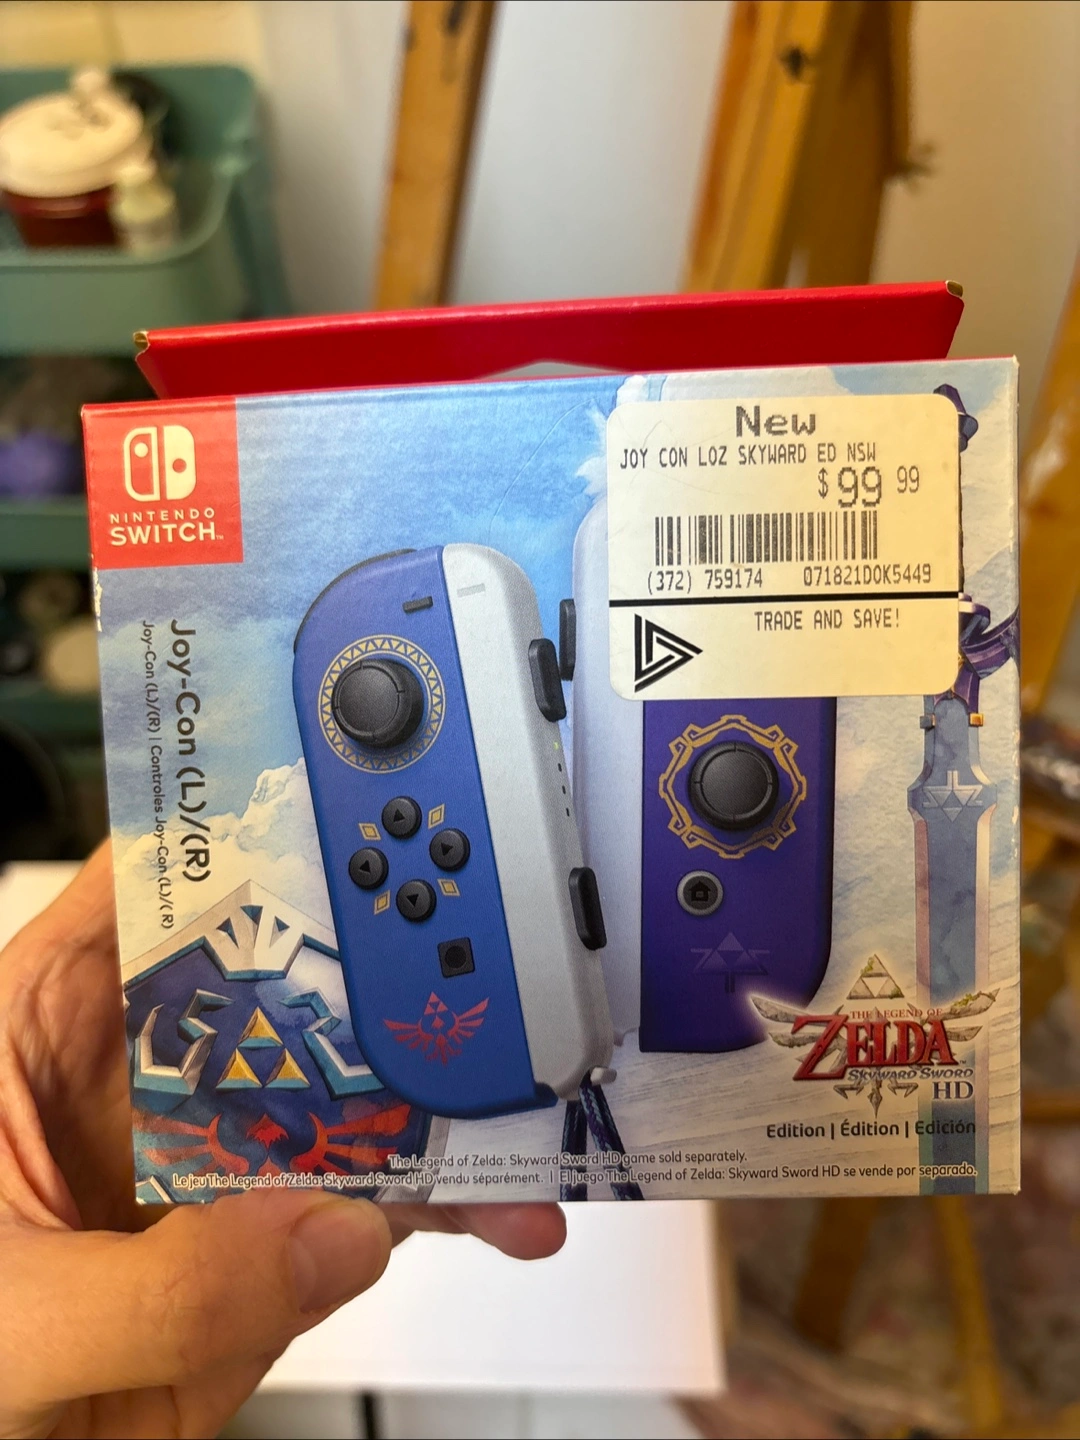 New
JOY CON LOZ SKYWARD ED NSW
$99 99
(372) 759174 071821DOK5449
TRADE AND SAVE!
NINTENDO
SWITCH™
Joy-Con (L)/(R)
Joy-Con (L)/(R) | Controles Joy-Con (L)/(R)
THE LEGEND OF
ZELDA™
SKYWARD SWORD
HD
Edition | Édition | Edición
The Legend of Zelda: Skyward Sword HD game sold separately.
Le jeu The Legend of Zelda: Skyward Sword HD vendu séparément. | El juego The Legend of Zelda: Skyward Sword HD se vende por separado.